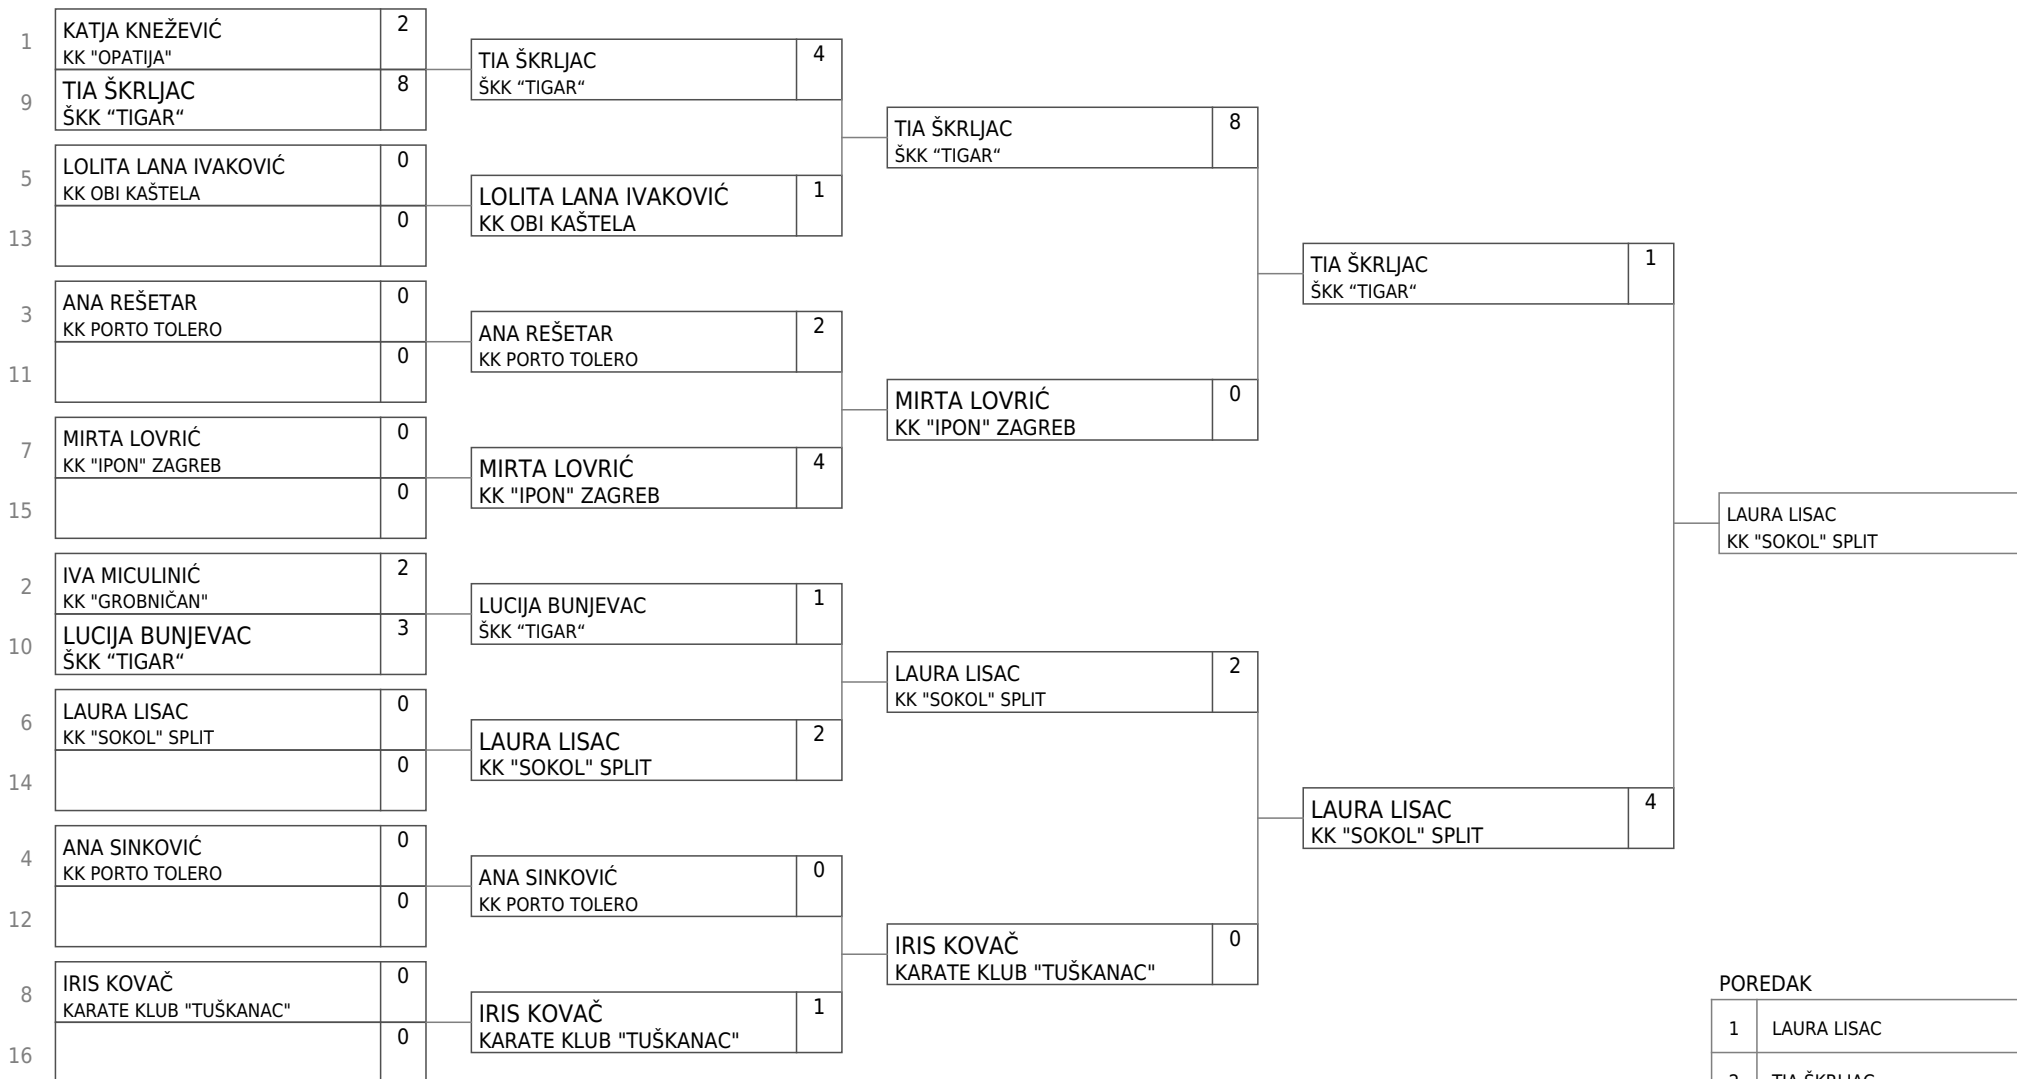 1
KATJA KNEŽEVIĆ 2
KK "OPATIJA"
9
TIA ŠKRLJAC 8
ŠKK “TIGAR“
5
LOLITA LANA IVAKOVIĆ 0
KK OBI KAŠTELA
13
0
3
ANA REŠETAR 0
KK PORTO TOLERO
11
0
7
MIRTA LOVRIĆ 0
KK "IPON" ZAGREB
15
0
2
IVA MICULINIĆ 2
KK "GROBNIČAN"
10
LUCIJA BUNJEVAC 3
ŠKK “TIGAR“
6
LAURA LISAC 0
KK "SOKOL" SPLIT
14
0
4
ANA SINKOVIĆ 0
KK PORTO TOLERO
12
0
8
IRIS KOVAČ 0
KARATE KLUB "TUŠKANAC"
16
0
TIA ŠKRLJAC 4
ŠKK “TIGAR“
LOLITA LANA IVAKOVIĆ 1
KK OBI KAŠTELA
ANA REŠETAR 2
KK PORTO TOLERO
MIRTA LOVRIĆ 4
KK "IPON" ZAGREB
LUCIJA BUNJEVAC 1
ŠKK “TIGAR“
LAURA LISAC 2
KK "SOKOL" SPLIT
ANA SINKOVIĆ 0
KK PORTO TOLERO
IRIS KOVAČ 1
KARATE KLUB "TUŠKANAC"
TIA ŠKRLJAC 8
ŠKK “TIGAR“
MIRTA LOVRIĆ 0
KK "IPON" ZAGREB
LAURA LISAC 2
KK "SOKOL" SPLIT
IRIS KOVAČ 0
KARATE KLUB "TUŠKANAC"
TIA ŠKRLJAC 1
ŠKK “TIGAR“
LAURA LISAC 4
KK "SOKOL" SPLIT
LAURA LISAC
KK "SOKOL" SPLIT
POREDAK
1 LAURA LISAC
2 TIA ŠKRLJAC